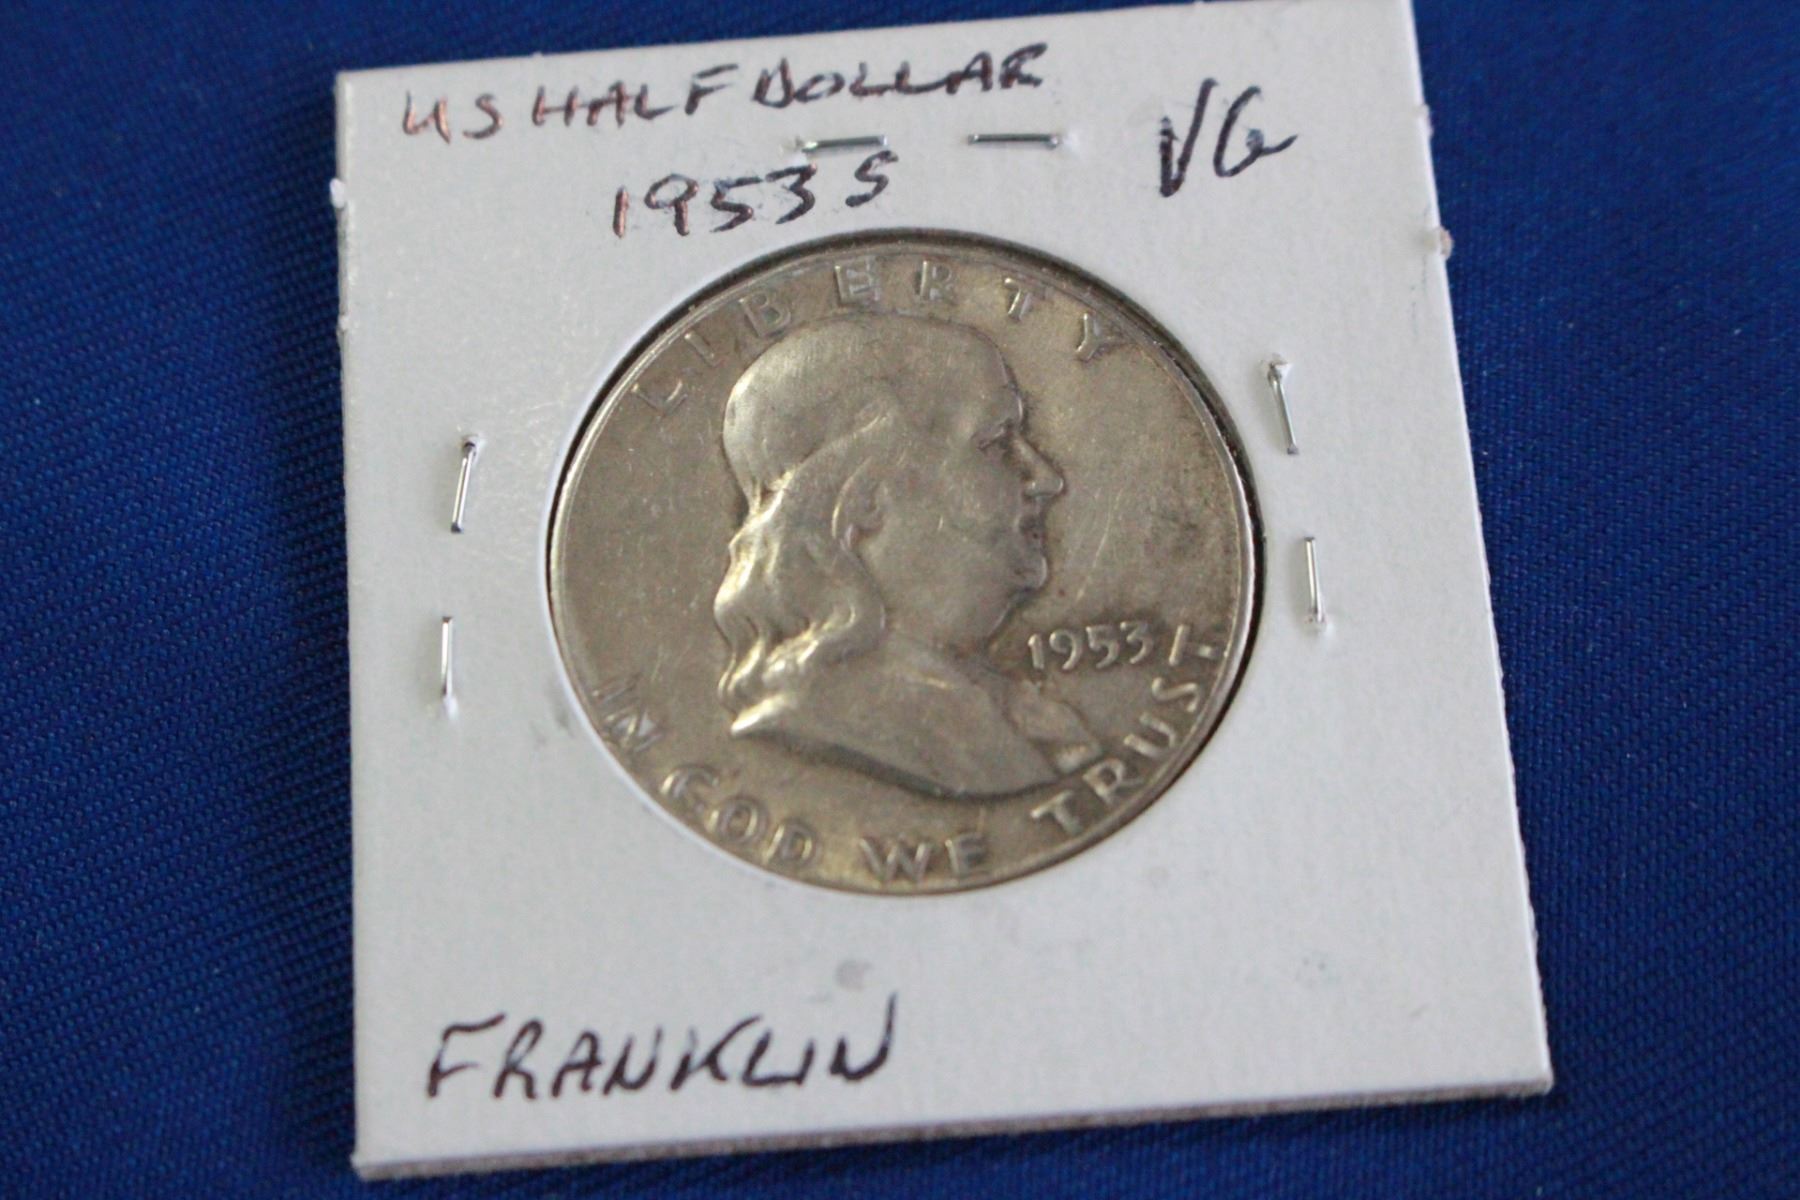 US HALF DOLLAR
1953 S
VG
LIBERTY
1953
IN GOD WE TRUST
FRANKLIN